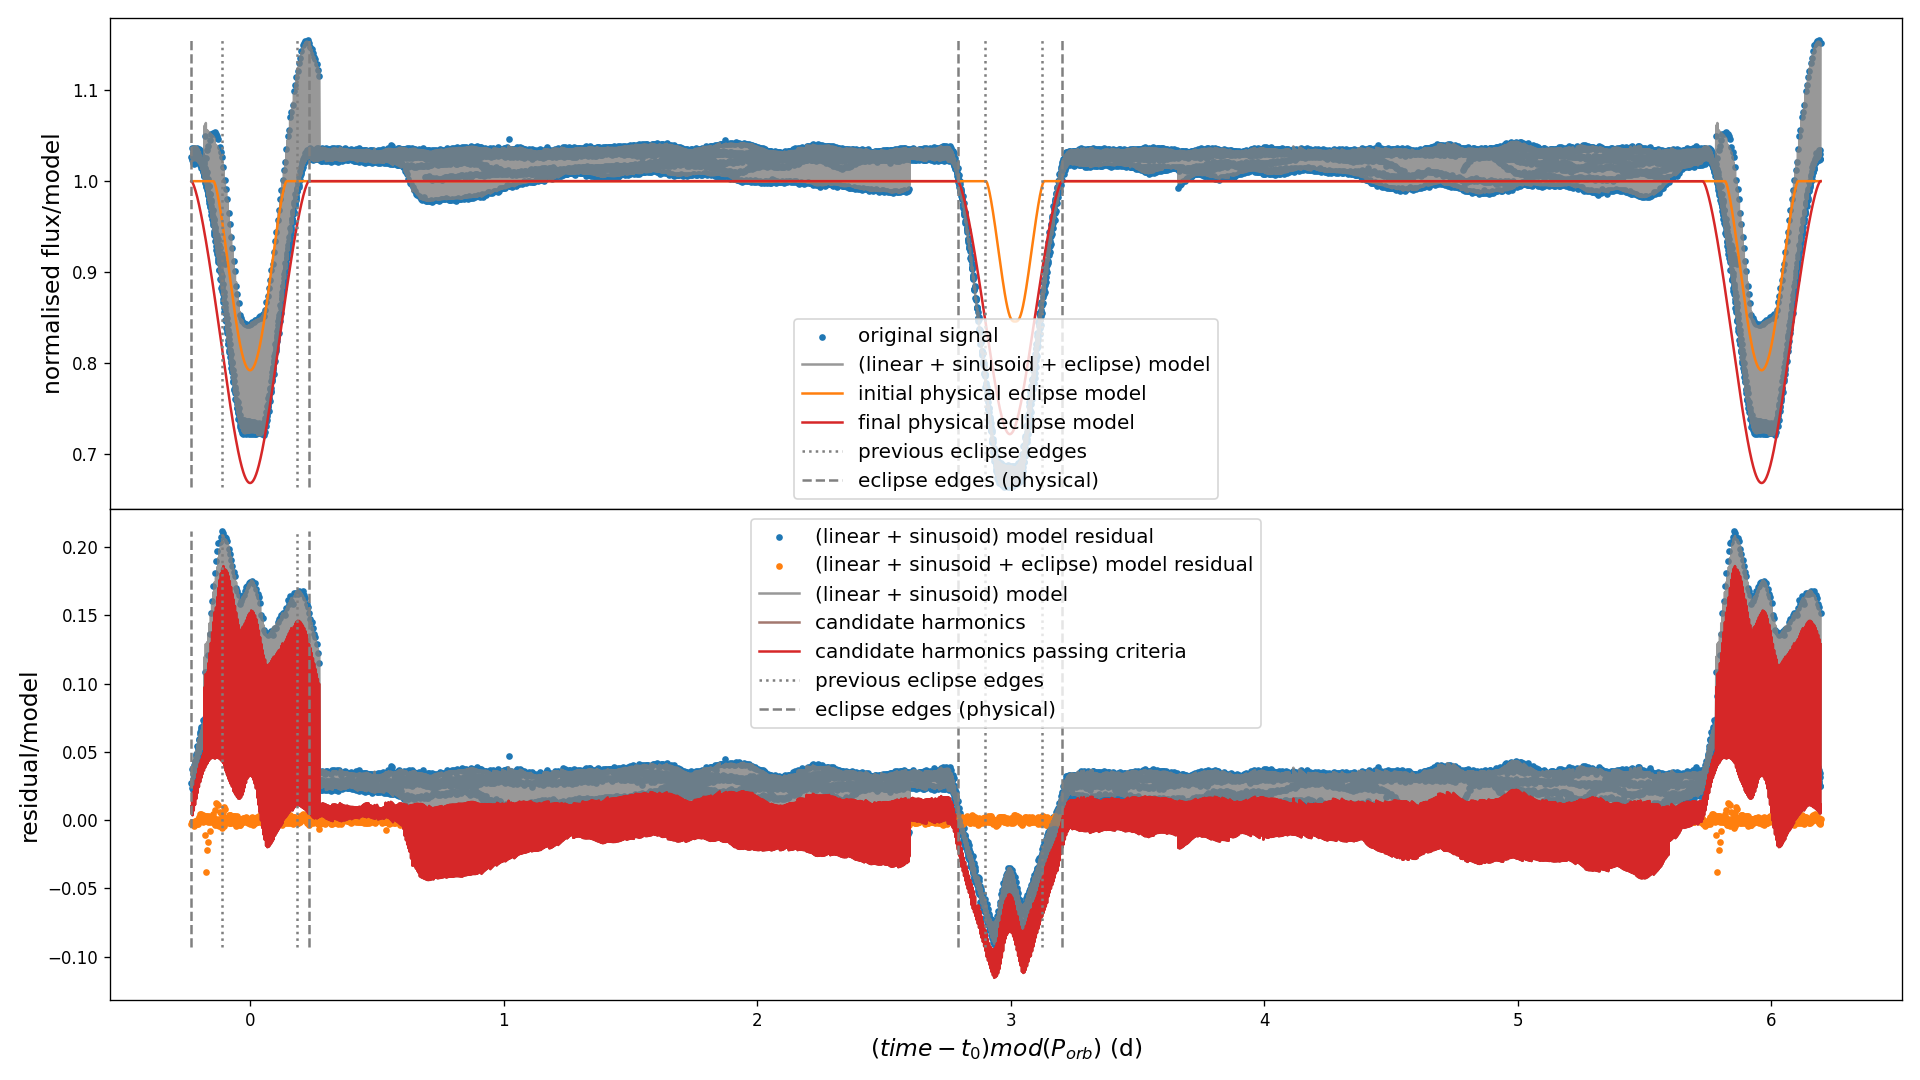 normalised flux/model
1.1
1.0
0.9
0.8
0.7
original signal
(linear + sinusoid + eclipse) model
initial physical eclipse model
final physical eclipse model
previous eclipse edges
eclipse edges (physical)
residual/model
0.20
0.15
0.10
0.05
0.00
−0.05
−0.10
(linear + sinusoid) model residual
(linear + sinusoid + eclipse) model residual
(linear + sinusoid) model
candidate harmonics
candidate harmonics passing criteria
previous eclipse edges
eclipse edges (physical)
0 1 2 3 4 5 6
(time − t₀)mod(P_orb) (d)